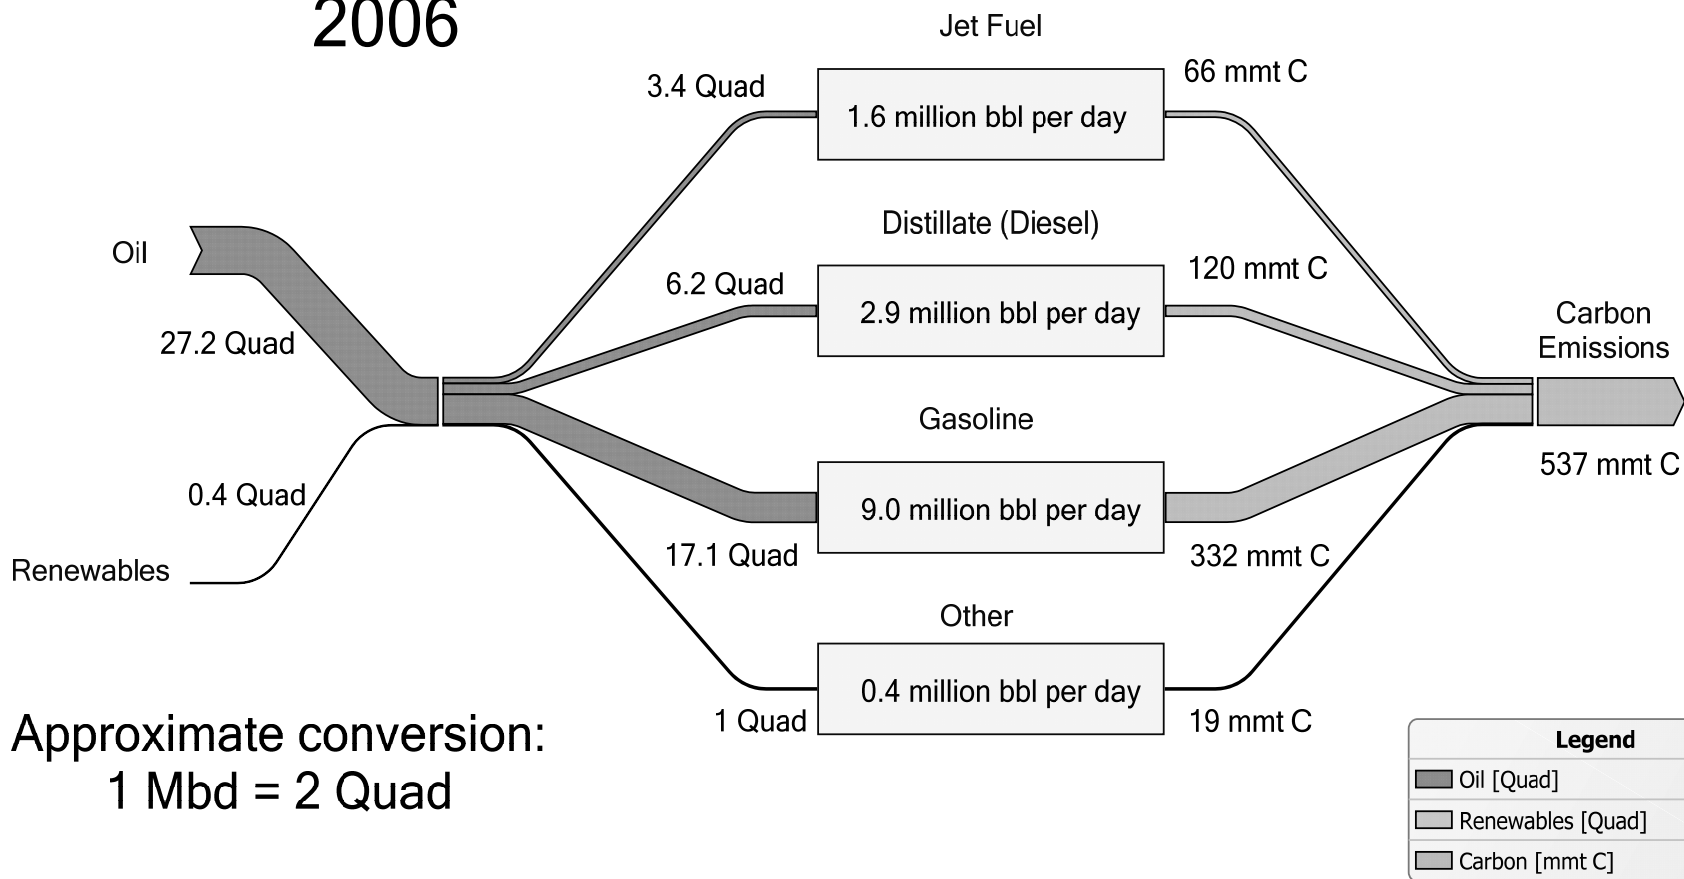 2006
Jet Fuel
3.4 Quad
66 mmt C
1.6 million bbl per day
Distillate (Diesel)
Oil
6.2 Quad
120 mmt C
2.9 million bbl per day
27.2 Quad
Carbon
Emissions
Gasoline
0.4 Quad
9.0 million bbl per day
537 mmt C
17.1 Quad
332 mmt C
Renewables
Other
0.4 million bbl per day
1 Quad
19 mmt C
Approximate conversion:
1 Mbd = 2 Quad
Legend
Oil [Quad]
Renewables [Quad]
Carbon [mmt C]